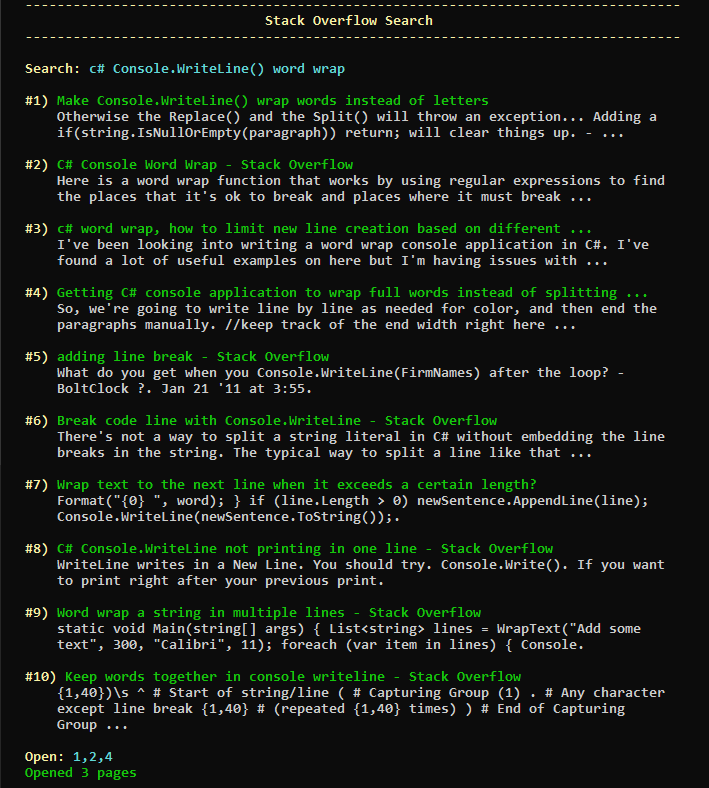 -----------------------------------------------------------------------------------
Stack Overflow Search
-----------------------------------------------------------------------------------
Search: c# Console.WriteLine() word wrap
#1) Make Console.WriteLine() wrap words instead of letters
Otherwise the Replace() and the Split() will throw an exception... Adding a
if(string.IsNullOrEmpty(paragraph)) return; will clear things up. - ...
#2) C# Console Word Wrap - Stack Overflow
Here is a word wrap function that works by using regular expressions to find
the places that it's ok to break and places where it must break ...
#3) c# word wrap, how to limit new line creation based on different ...
I've been looking into writing a word wrap console application in C#. I've
found a lot of useful examples on here but I'm having issues with ...
#4) Getting C# console application to wrap full words instead of splitting ...
So, we're going to write line by line as needed for color, and then end the
paragraphs manually. //keep track of the end width right here ...
#5) adding line break - Stack Overflow
What do you get when you Console.WriteLine(FirmNames) after the loop? -
BoltClock ?. Jan 21 '11 at 3:55.
#6) Break code line with Console.WriteLine - Stack Overflow
There's not a way to split a string literal in C# without embedding the line
breaks in the string. The typical way to split a line like that ...
#7) Wrap text to the next line when it exceeds a certain length?
Format("{0} ", word); } if (line.Length > 0) newSentence.AppendLine(line);
Console.WriteLine(newSentence.ToString());.
#8) C# Console.WriteLine not printing in one line - Stack Overflow
WriteLine writes in a New Line. You should try. Console.Write(). If you want
to print right after your previous print.
#9) Word wrap a string in multiple lines - Stack Overflow
static void Main(string[] args) { List<string> lines = WrapText("Add some
text", 300, "Calibri", 11); foreach (var item in lines) { Console.
#10) Keep words together in console writeline - Stack Overflow
{1,40})\s ^ # Start of string/line ( # Capturing Group (1) . # Any character
except line break {1,40} # (repeated {1,40} times) ) # End of Capturing
Group ...
Open: 1,2,4
Opened 3 pages